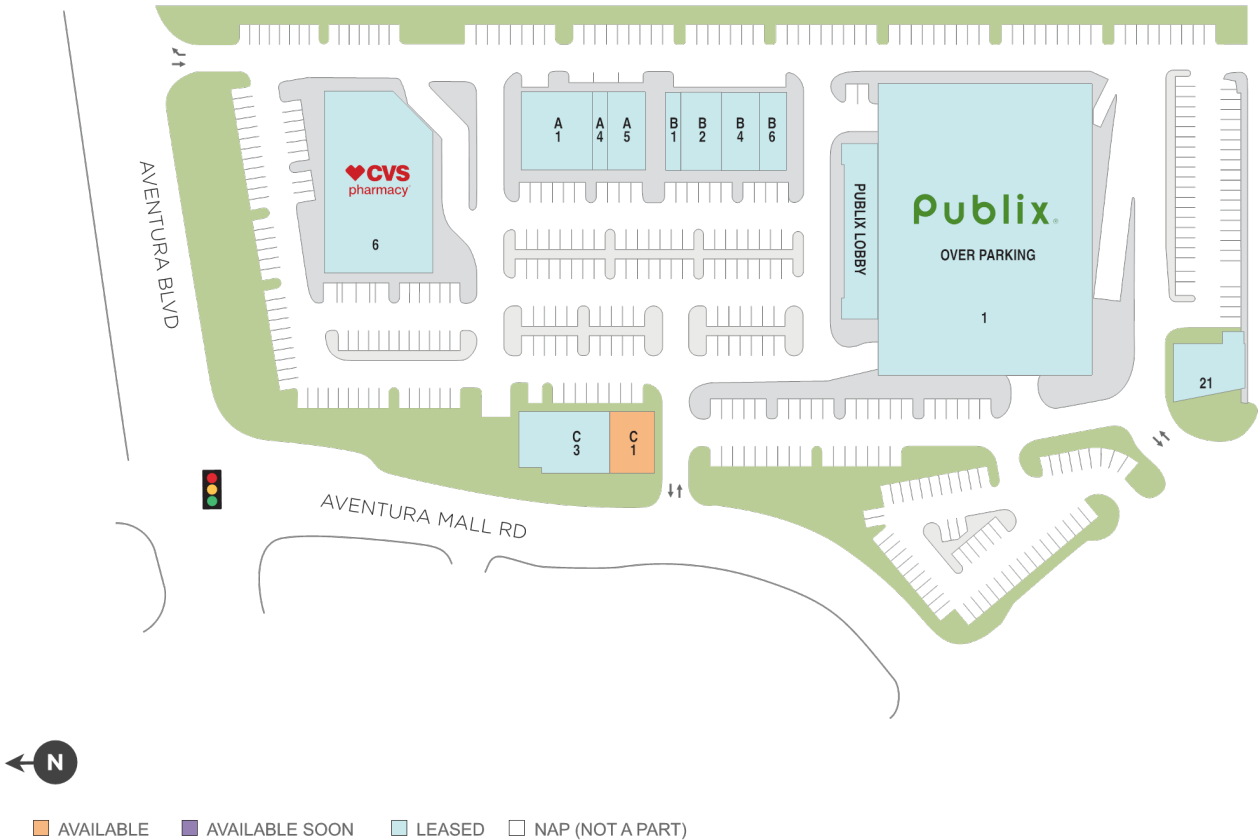 A
1
A
4
A
5
B
1
B
2
B
4
B
6
CVS
pharmacy
6
AVENTURA BLVD
PUBLIX LOBBY
Publix®
OVER PARKING
1
21
C
3
C
1
AVENTURA MALL RD
N
AVAILABLE
AVAILABLE SOON
LEASED
NAP (NOT A PART)